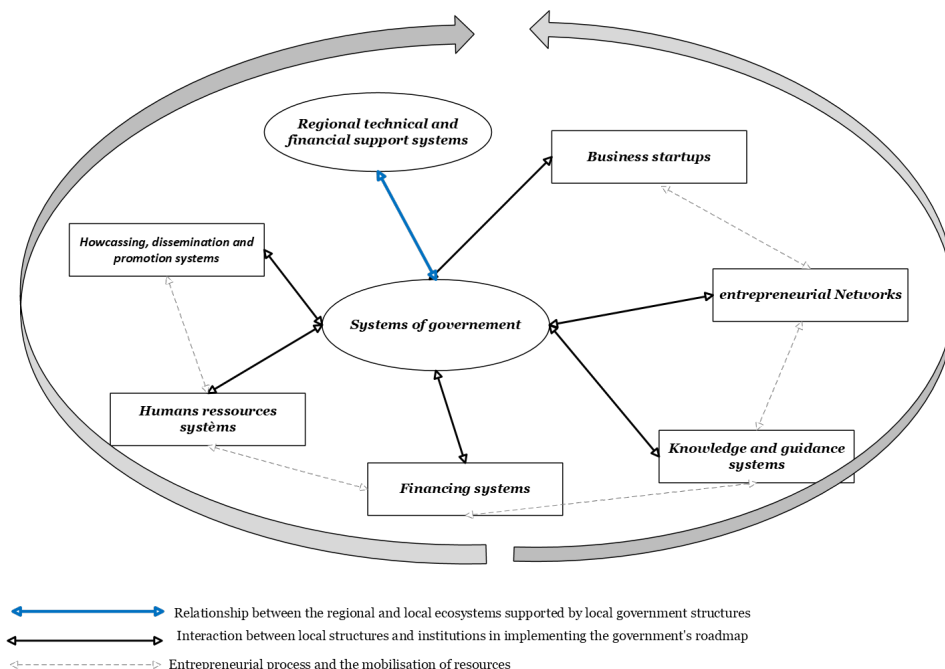 Regional technical and
financial support systems
Business startups
Howcassing, dissemination and
promotion systems
entrepreneurial Networks
Systems of governement
Humans ressources
systèms
Knowledge and guidance
systems
Financing systems
Relationship between the regional and local ecosystems supported by local government structures
Interaction between local structures and institutions in implementing the government's roadmap
Entrepreneurial process and the mobilisation of resources